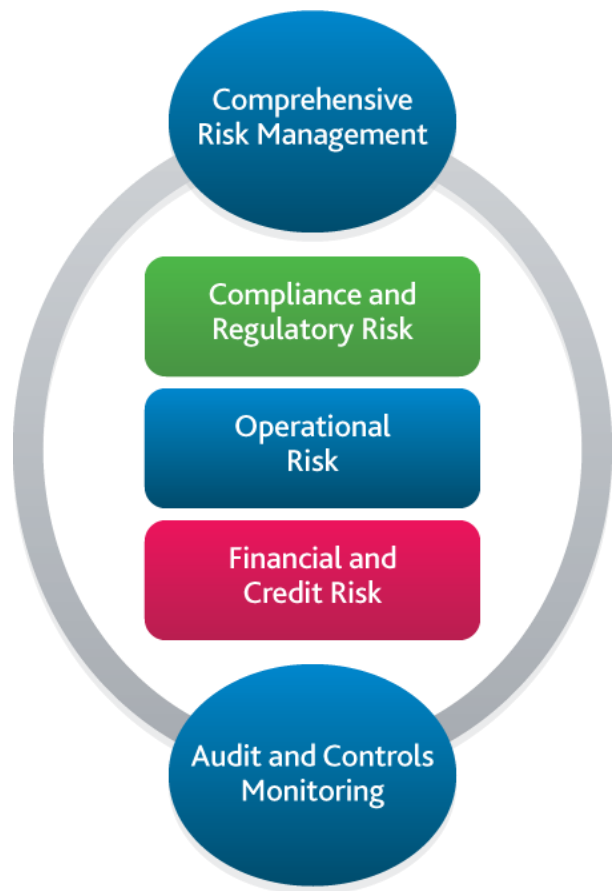 Comprehensive
Risk Management
Compliance and
Regulatory Risk
Operational
Risk
Financial and
Credit Risk
Audit and Controls
Monitoring